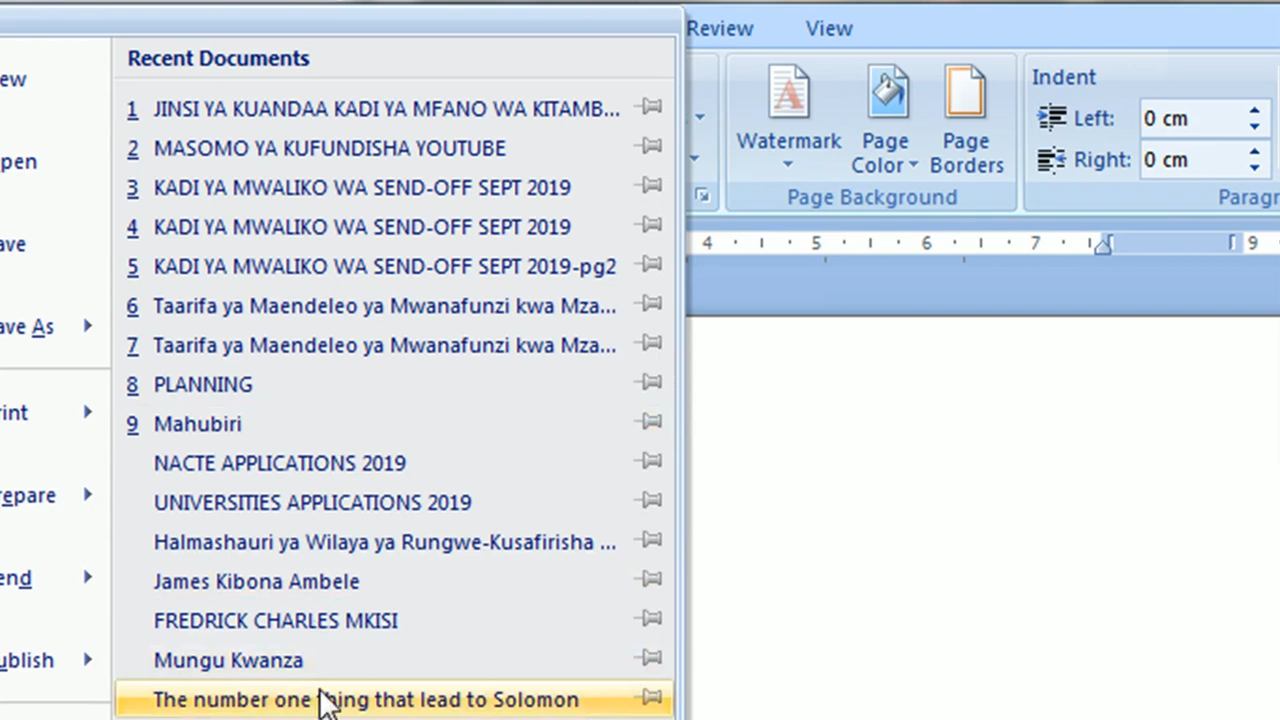 Review View
ew
Recent Documents
1 JINSI YA KUANDAA KADI YA MFANO WA KITAMB...
2 MASOMO YA KUFUNDISHA YOUTUBE
3 KADI YA MWALIKO WA SEND-OFF SEPT 2019
4 KADI YA MWALIKO WA SEND-OFF SEPT 2019
5 KADI YA MWALIKO WA SEND-OFF SEPT 2019-pg2
6 Taarifa ya Maendeleo ya Mwanafunzi kwa Mza...
7 Taarifa ya Maendeleo ya Mwanafunzi kwa Mza...
8 PLANNING
9 Mahubiri
NACTE APPLICATIONS 2019
UNIVERSITIES APPLICATIONS 2019
Halmashauri ya Wilaya ya Rungwe-Kusafirisha ...
James Kibona Ambele
FREDRICK CHARLES MKISI
Mungu Kwanza
The number one thing that lead to Solomon
pen
ave
ave As
int
epare
end
ublish
Watermark
Page Color
Page Borders
Page Background
Indent
Left: 0 cm
Right: 0 cm
Paragr
4 5 6 7 9